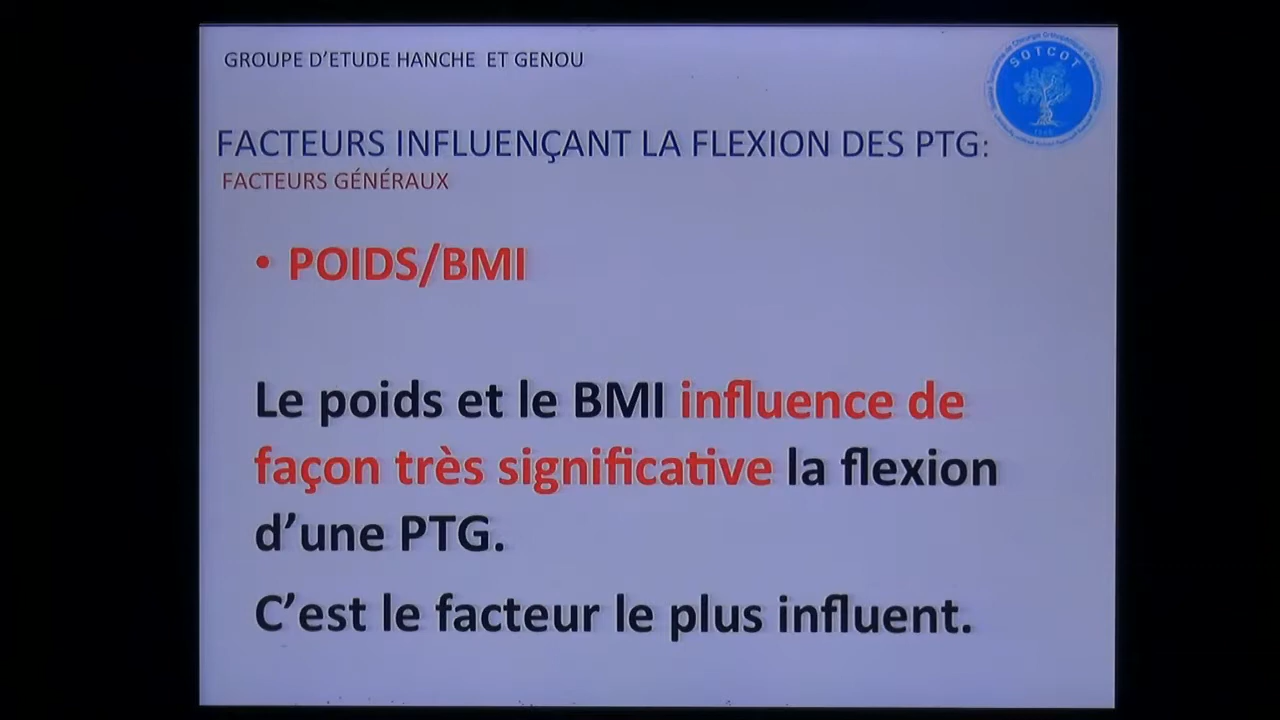 GROUPE D'ETUDE HANCHE ET GENOU
SOTCOT
FACTEURS INFLUENÇANT LA FLEXION DES PTG:
FACTEURS GÉNÉRAUX
• POIDS/BMI
Le poids et le BMI influence de
façon très significative la flexion
d'une PTG.
C'est le facteur le plus influent.